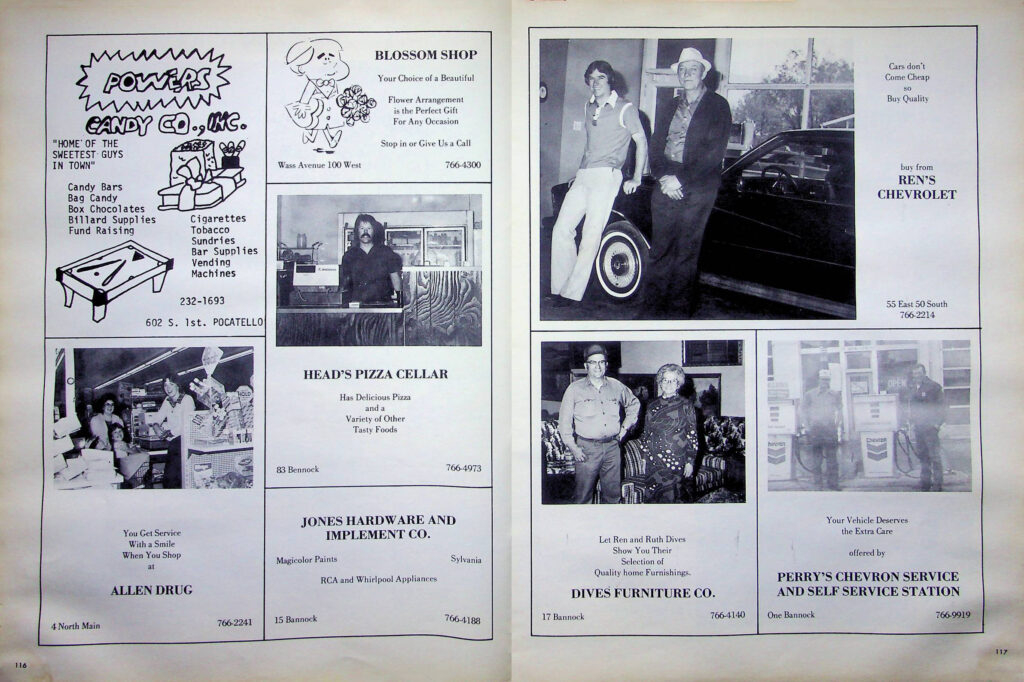 POWERS
CANDY CO., INC.
"HOME OF THE
SWEETEST GUYS
IN TOWN"
Candy Bars
Bag Candy
Box Chocolates
Billard Supplies
Fund Raising
Cigarettes
Tobacco
Sundries
Bar Supplies
Vending
Machines
232-1693
602 S. 1st. POCATELLO
BLOSSOM SHOP
Your Choice of a Beautiful
Flower Arrangement
is the Perfect Gift
For Any Occasion
Stop in or Give Us a Call
Wass Avenue 100 West
766-4300
HEAD'S PIZZA CELLAR
Has Delicious Pizza
and a
Variety of Other
Tasty Foods
83 Bennock
766-4973
You Get Service
With a Smile
When You Shop
at
ALLEN DRUG
4 North Main
766-2241
JONES HARDWARE AND
IMPLEMENT CO.
Magicolor Paints
Sylvania
RCA and Whirlpool Appliances
15 Bannock
766-4188
116
Cars don't
Come Cheap
so
Buy Quality
buy from
REN'S
CHEVROLET
55 East 50 South
766-2214
Let Ren and Ruth Dives
Show You Their
Selection of
Quality home Furnishings.
DIVES FURNITURE CO.
17 Bannock
766-4140
OPEN
Chevron
Your Vehicle Deserves
the Extra Care
offered by
PERRY'S CHEVRON SERVICE
AND SELF SERVICE STATION
One Bannock
766-9919
117